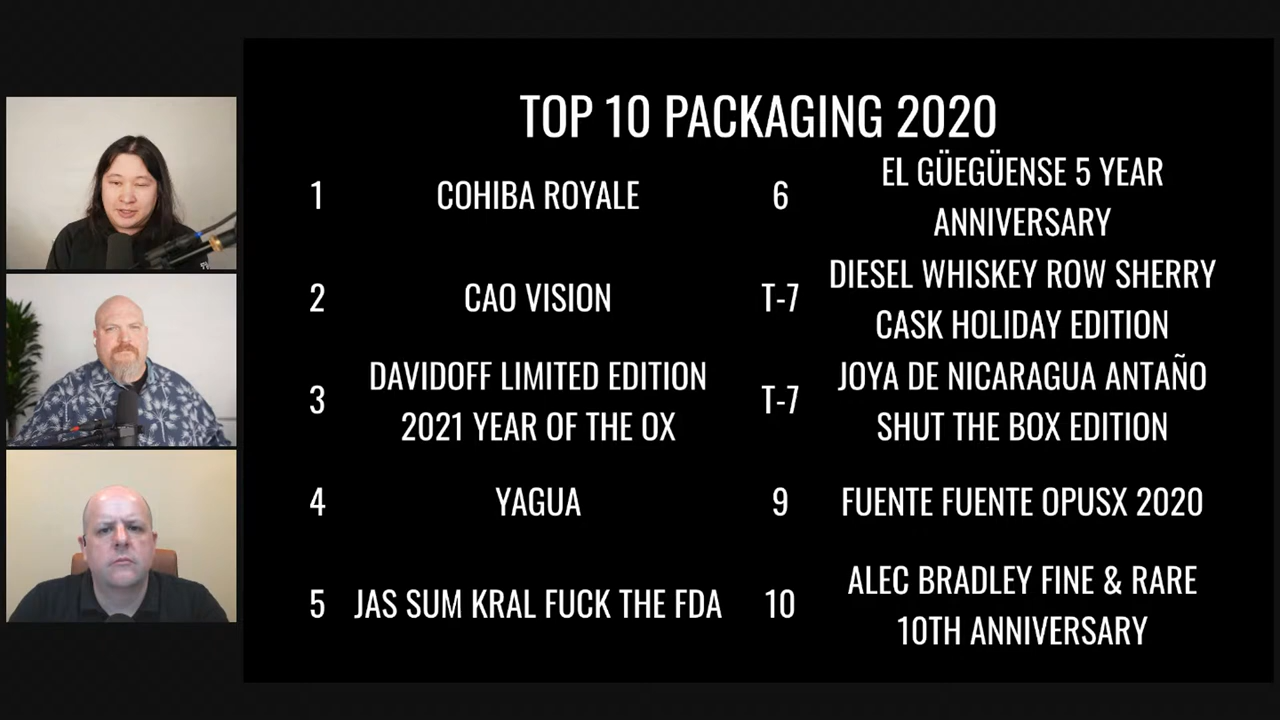 TOP 10 PACKAGING 2020
1
COHIBA ROYALE
2
CAO VISION
3
DAVIDOFF LIMITED EDITION
2021 YEAR OF THE OX
4
YAGUA
5
JAS SUM KRAL FUCK THE FDA
6
EL GÜEGÜENSE 5 YEAR
ANNIVERSARY
T-7
DIESEL WHISKEY ROW SHERRY
CASK HOLIDAY EDITION
T-7
JOYA DE NICARAGUA ANTAÑO
SHUT THE BOX EDITION
9
FUENTE FUENTE OPUSX 2020
10
ALEC BRADLEY FINE & RARE
10TH ANNIVERSARY